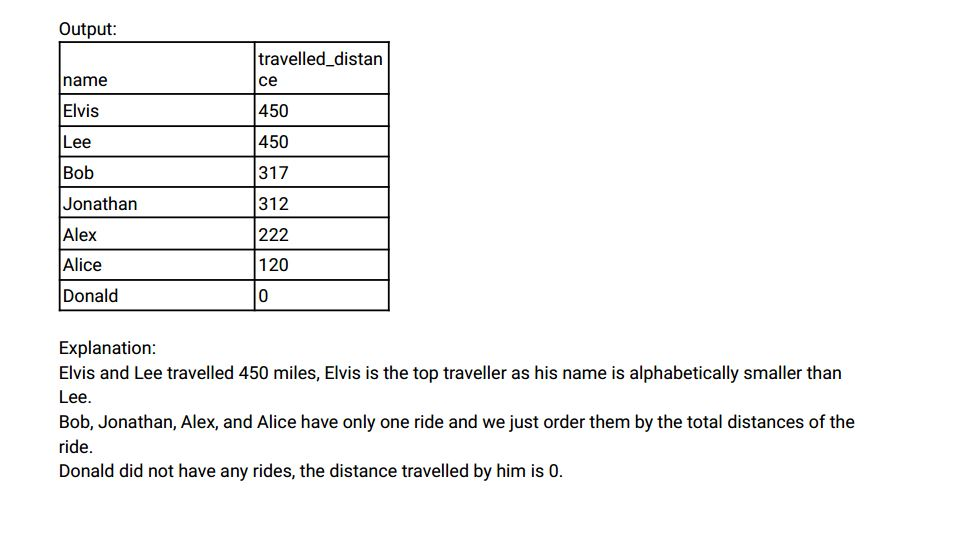 Output:
name travelled_distan
ce
Elvis 450
Lee 450
Bob 317
Jonathan 312
Alex 222
Alice 120
Donald 0
Explanation:
Elvis and Lee travelled 450 miles, Elvis is the top traveller as his name is alphabetically smaller than
Lee.
Bob, Jonathan, Alex, and Alice have only one ride and we just order them by the total distances of the
ride.
Donald did not have any rides, the distance travelled by him is 0.